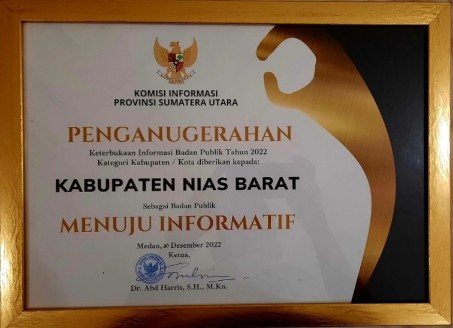 KOMISI INFORMASI
PROVINSI SUMATERA UTARA
PENGANUGERAHAN
Keterbukaan Informasi Badan Publik Tahun 2022
Kategori Kabupaten / Kota diberikan kepada:
KABUPATEN NIAS BARAT
Sebagai Badan Publik
MENUJU INFORMATIF
Medan, Desember 2022
Ketua,
Dr. Abd Harris, S.H., M.Kn.